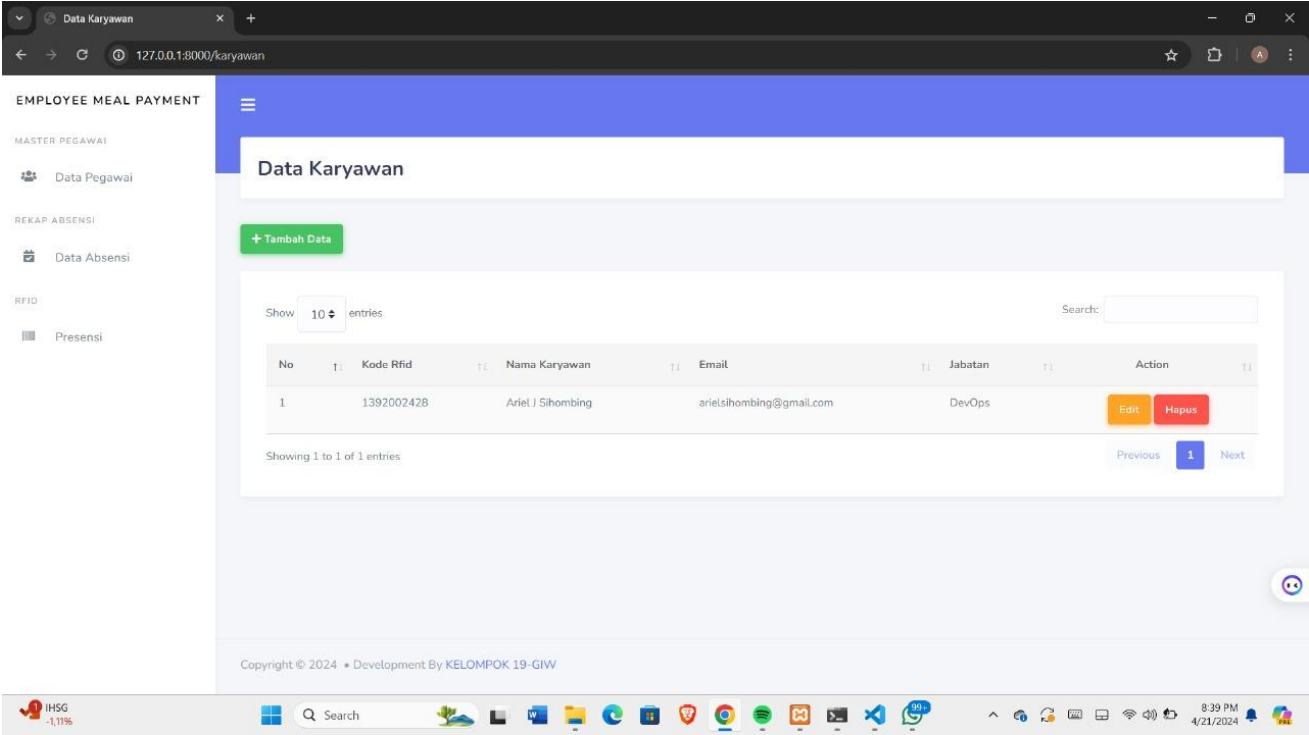 Data Karyawan
127.0.0.1:8000/karyawan
A
EMPLOYEE MEAL PAYMENT
MASTER PEGAWAI
Data Pegawai
REKAP ABSENSI
Data Absensi
RFID
Presensi
Data Karyawan
+ Tambah Data
Show 10 entries
Search:
No Kode Rfid Nama Karyawan Email Jabatan Action
1 1392002428 Ariel J Sihombing arielsihombing@gmail.com DevOps Edit Hapus
Showing 1 to 1 of 1 entries
Previous 1 Next
Copyright © 2024 • Development By KELOMPOK 19-GIW
1 IHSG
-1,11%
Search
99+
8:39 PM
4/21/2024